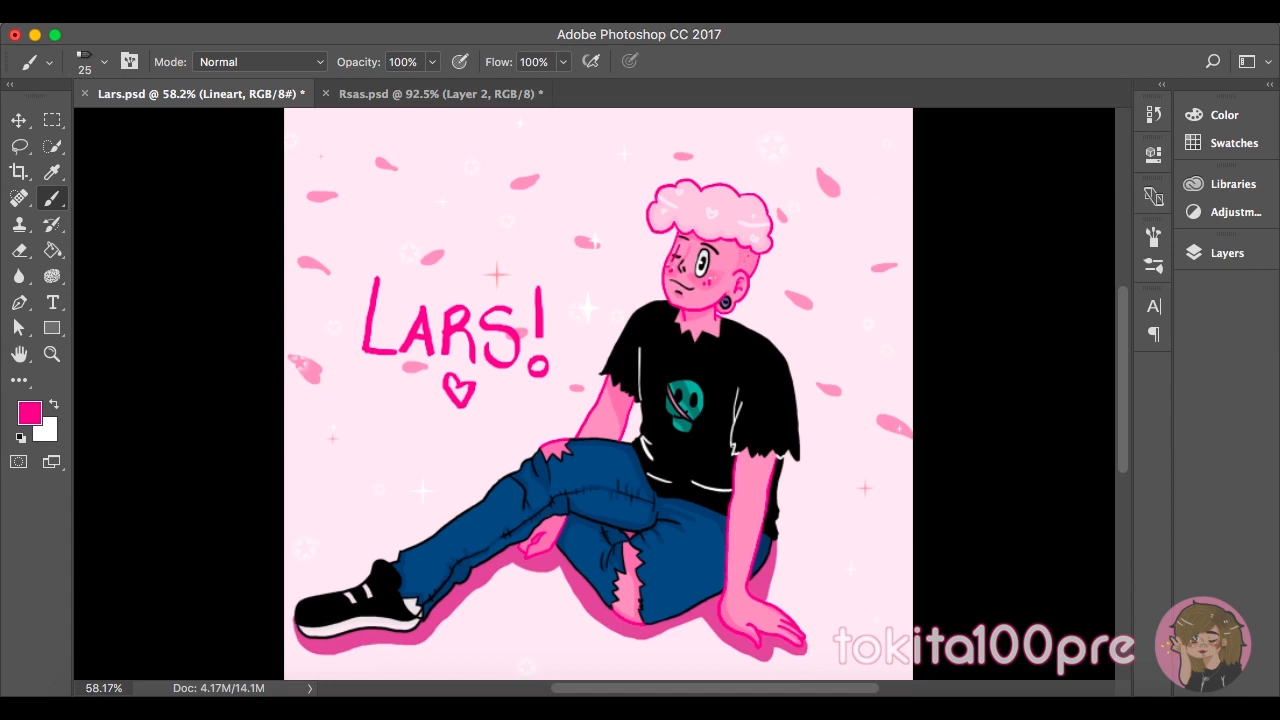 Adobe Photoshop CC 2017
25 Mode: Normal Opacity: 100% Flow: 100%
Lars.psd @ 58.2% (Lineart, RGB/8#) * Rsas.psd @ 92.5% (Layer 2, RGB/8) *
Color
Swatches
Libraries
Adjustm...
Layers
LARS!
tokita100pre
58.17% Doc: 4.17M/14.1M